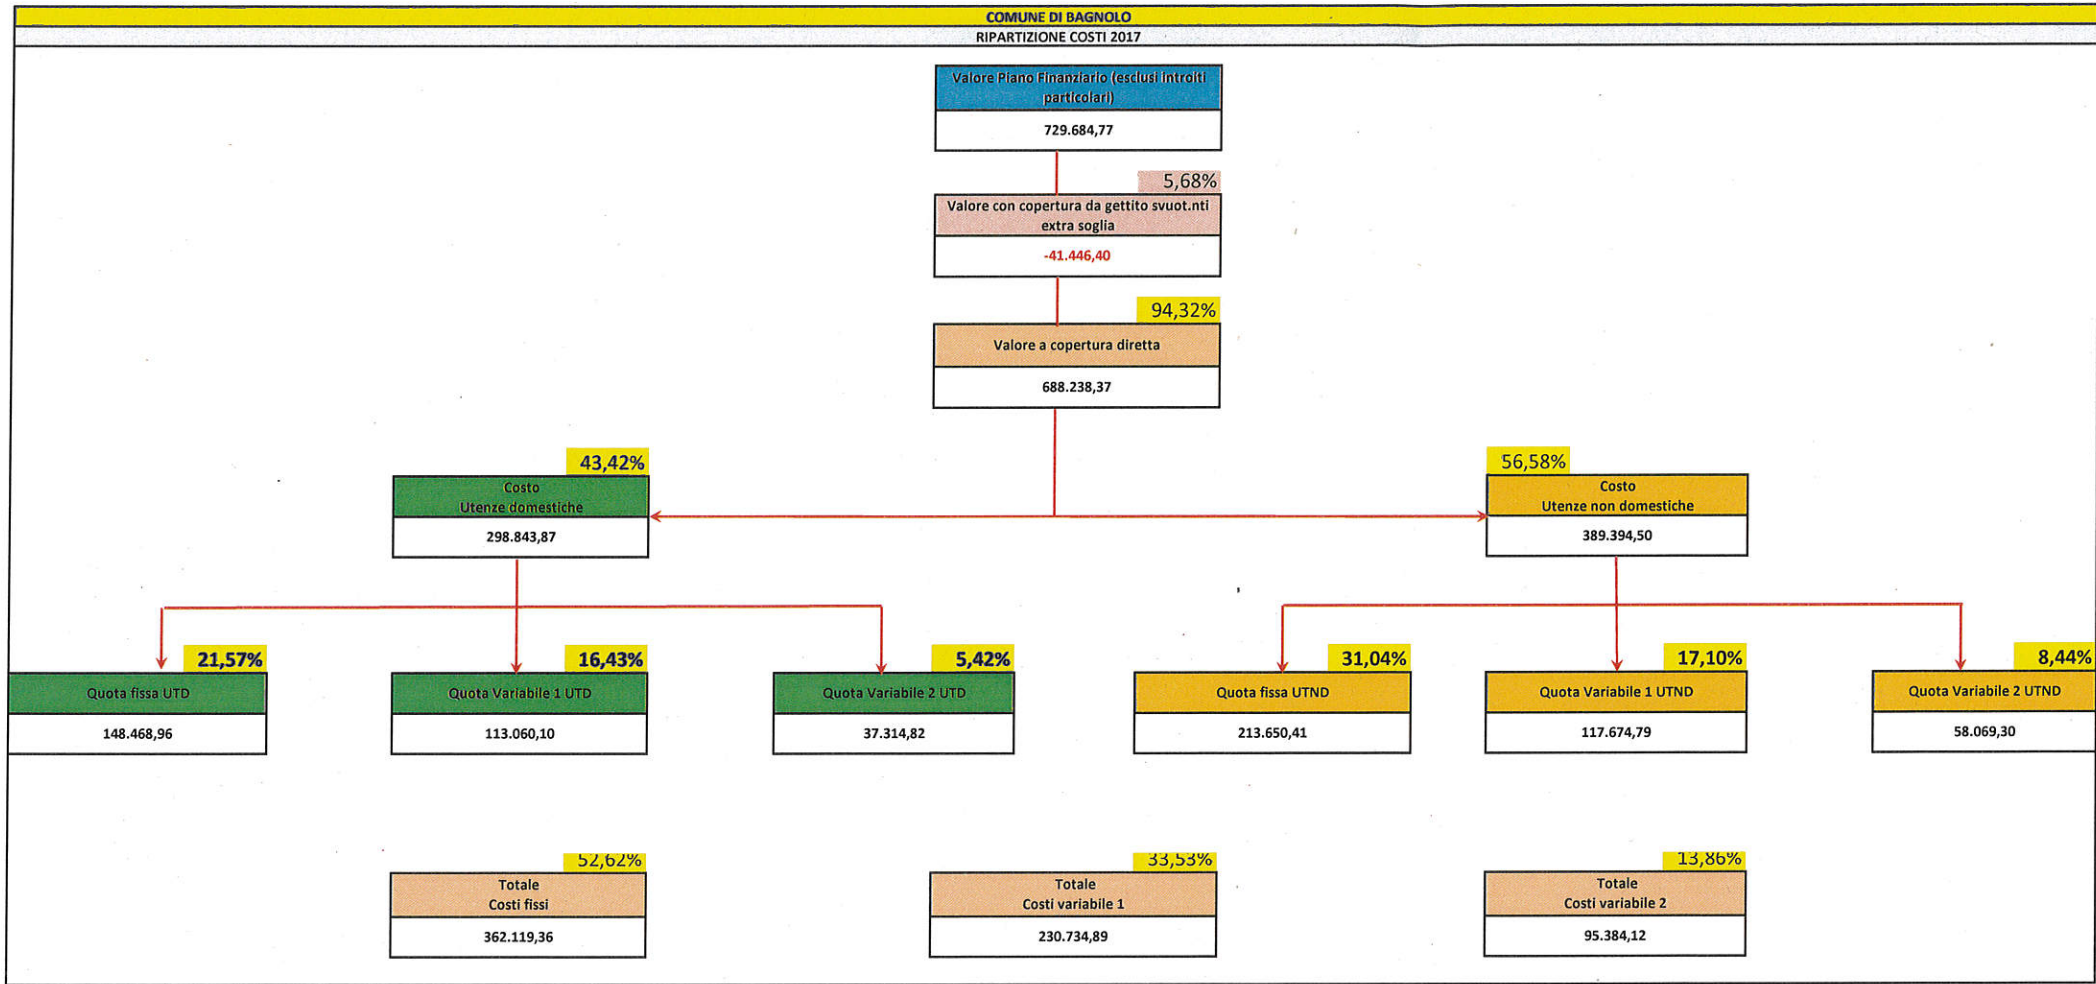 COMUNE DI BAGNOLO
RIPARTIZIONE COSTI 2017
Valore Piano Finanziario (esclusi introiti
particolari)
729.684,77
5,68%
Valore con copertura da gettito svuot.nti
extra soglia
-41.446,40
94,32%
Valore a copertura diretta
688.238,37
43,42%
Costo
Utenze domestiche
298.843,87
56,58%
Costo
Utenze non domestiche
389.394,50
21,57%
Quota fissa UTD
148.468,96
16,43%
Quota Variabile 1 UTD
113.060,10
5,42%
Quota Variabile 2 UTD
37.314,82
31,04%
Quota fissa UTND
213.650,41
17,10%
Quota Variabile 1 UTND
117.674,79
8,44%
Quota Variabile 2 UTND
58.069,30
52,62%
Totale
Costi fissi
362.119,36
33,53%
Totale
Costi variabile 1
230.734,89
13,86%
Totale
Costi variabile 2
95.384,12